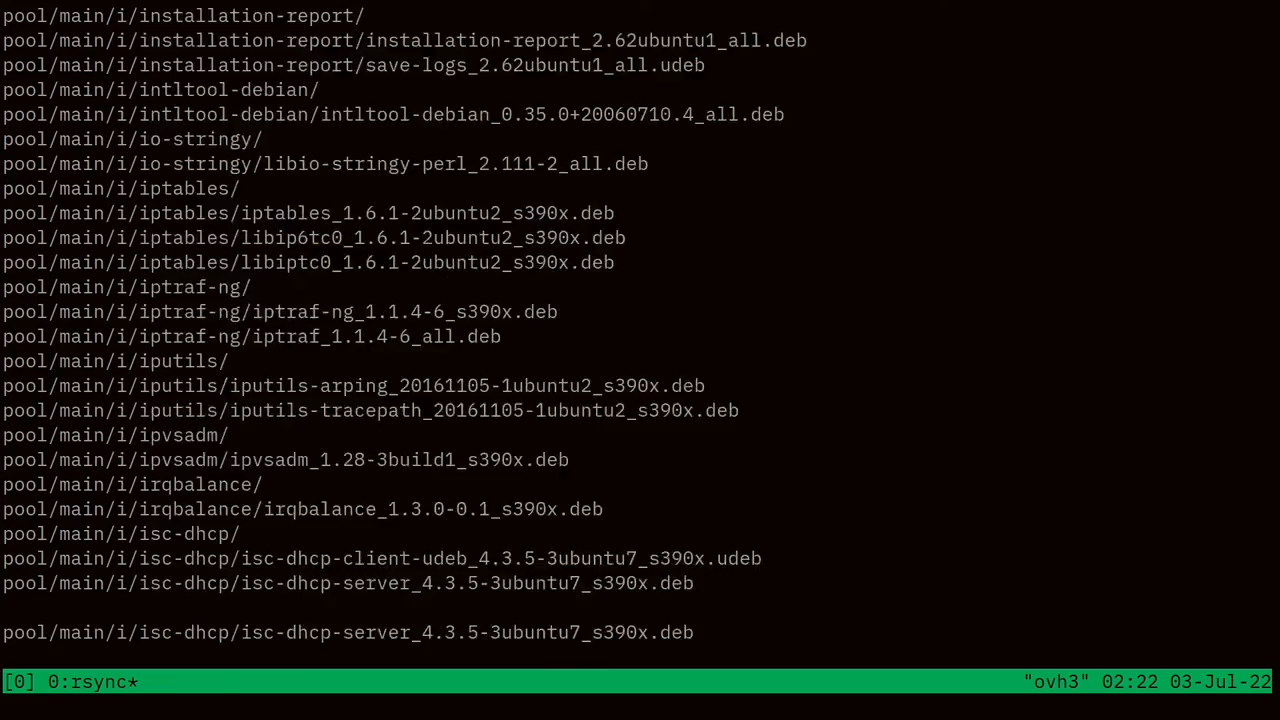 pool/main/i/installation-report/
pool/main/i/installation-report/installation-report_2.62ubuntu1_all.deb
pool/main/i/installation-report/save-logs_2.62ubuntu1_all.udeb
pool/main/i/intltool-debian/
pool/main/i/intltool-debian/intltool-debian_0.35.0+20060710.4_all.deb
pool/main/i/io-stringy/
pool/main/i/io-stringy/libio-stringy-perl_2.111-2_all.deb
pool/main/i/iptables/
pool/main/i/iptables/iptables_1.6.1-2ubuntu2_s390x.deb
pool/main/i/iptables/libip6tc0_1.6.1-2ubuntu2_s390x.deb
pool/main/i/iptables/libiptc0_1.6.1-2ubuntu2_s390x.deb
pool/main/i/iptraf-ng/
pool/main/i/iptraf-ng/iptraf-ng_1.1.4-6_s390x.deb
pool/main/i/iptraf-ng/iptraf_1.1.4-6_all.deb
pool/main/i/iputils/
pool/main/i/iputils/iputils-arping_20161105-1ubuntu2_s390x.deb
pool/main/i/iputils/iputils-tracepath_20161105-1ubuntu2_s390x.deb
pool/main/i/ipvsadm/
pool/main/i/ipvsadm/ipvsadm_1.28-3build1_s390x.deb
pool/main/i/irqbalance/
pool/main/i/irqbalance/irqbalance_1.3.0-0.1_s390x.deb
pool/main/i/isc-dhcp/
pool/main/i/isc-dhcp/isc-dhcp-client-udeb_4.3.5-3ubuntu7_s390x.udeb
pool/main/i/isc-dhcp/isc-dhcp-server_4.3.5-3ubuntu7_s390x.deb
pool/main/i/isc-dhcp/isc-dhcp-server_4.3.5-3ubuntu7_s390x.deb
[0] 0:rsync* "ovh3" 02:22 03-Jul-22